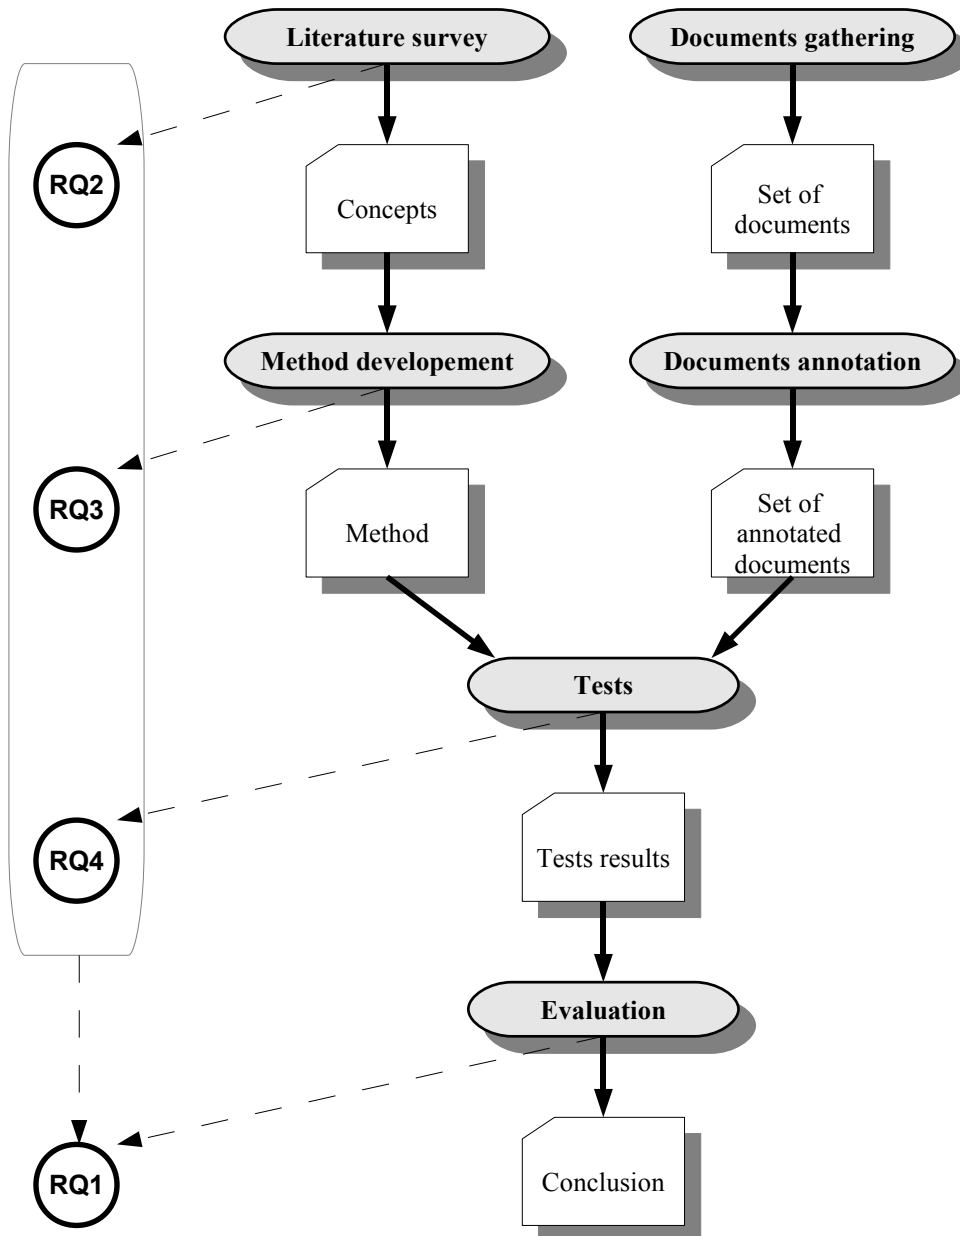 Literature survey
Documents gathering
RQ2
Concepts
Set of
documents
Method developement
Documents annotation
RQ3
Method
Set of
annotated
documents
Tests
RQ4
Tests results
Evaluation
RQ1
Conclusion